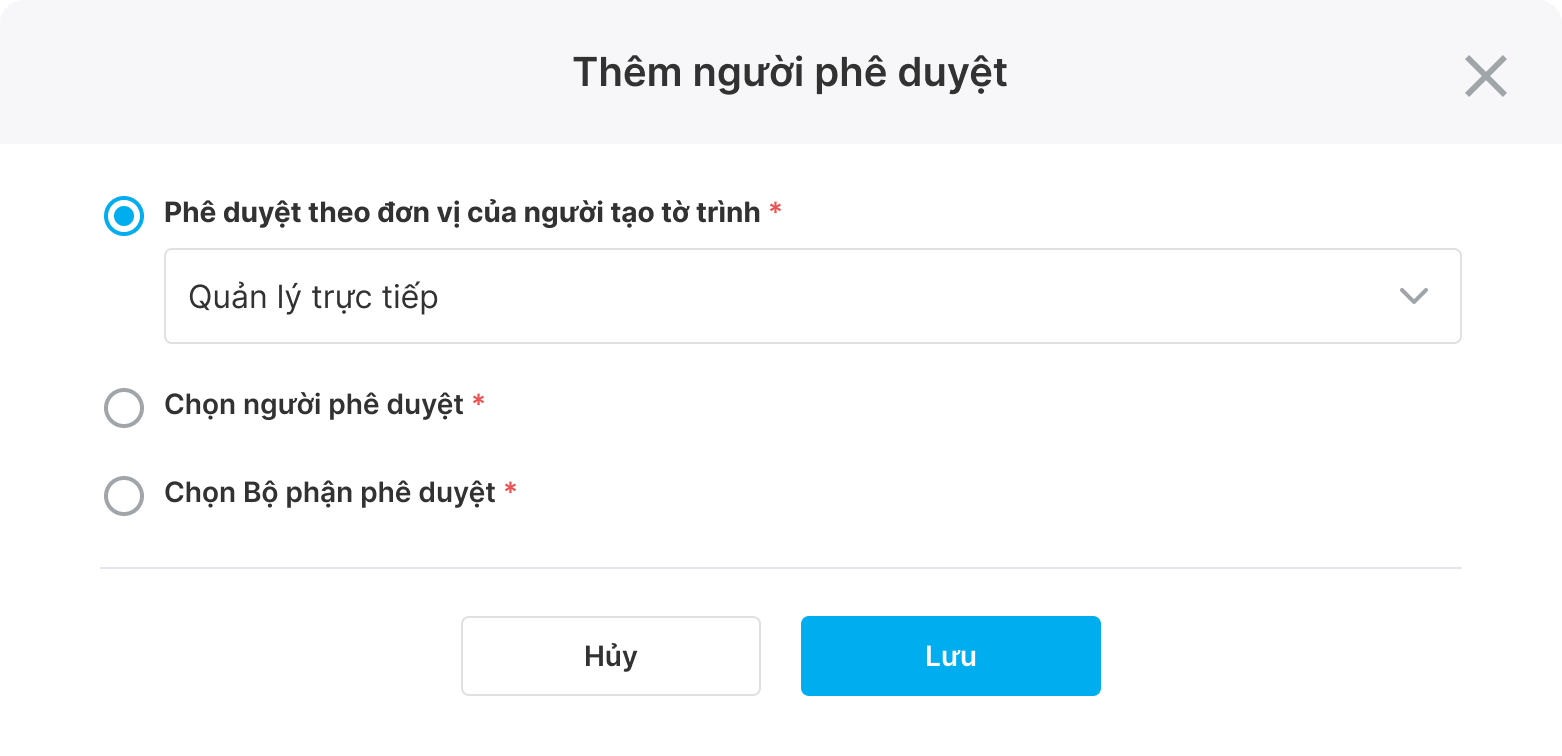 Thêm người phê duyệt
Phê duyệt theo đơn vị của người tạo tờ trình *
Quản lý trực tiếp
Chọn người phê duyệt *
Chọn Bộ phận phê duyệt *
Hủy
Lưu